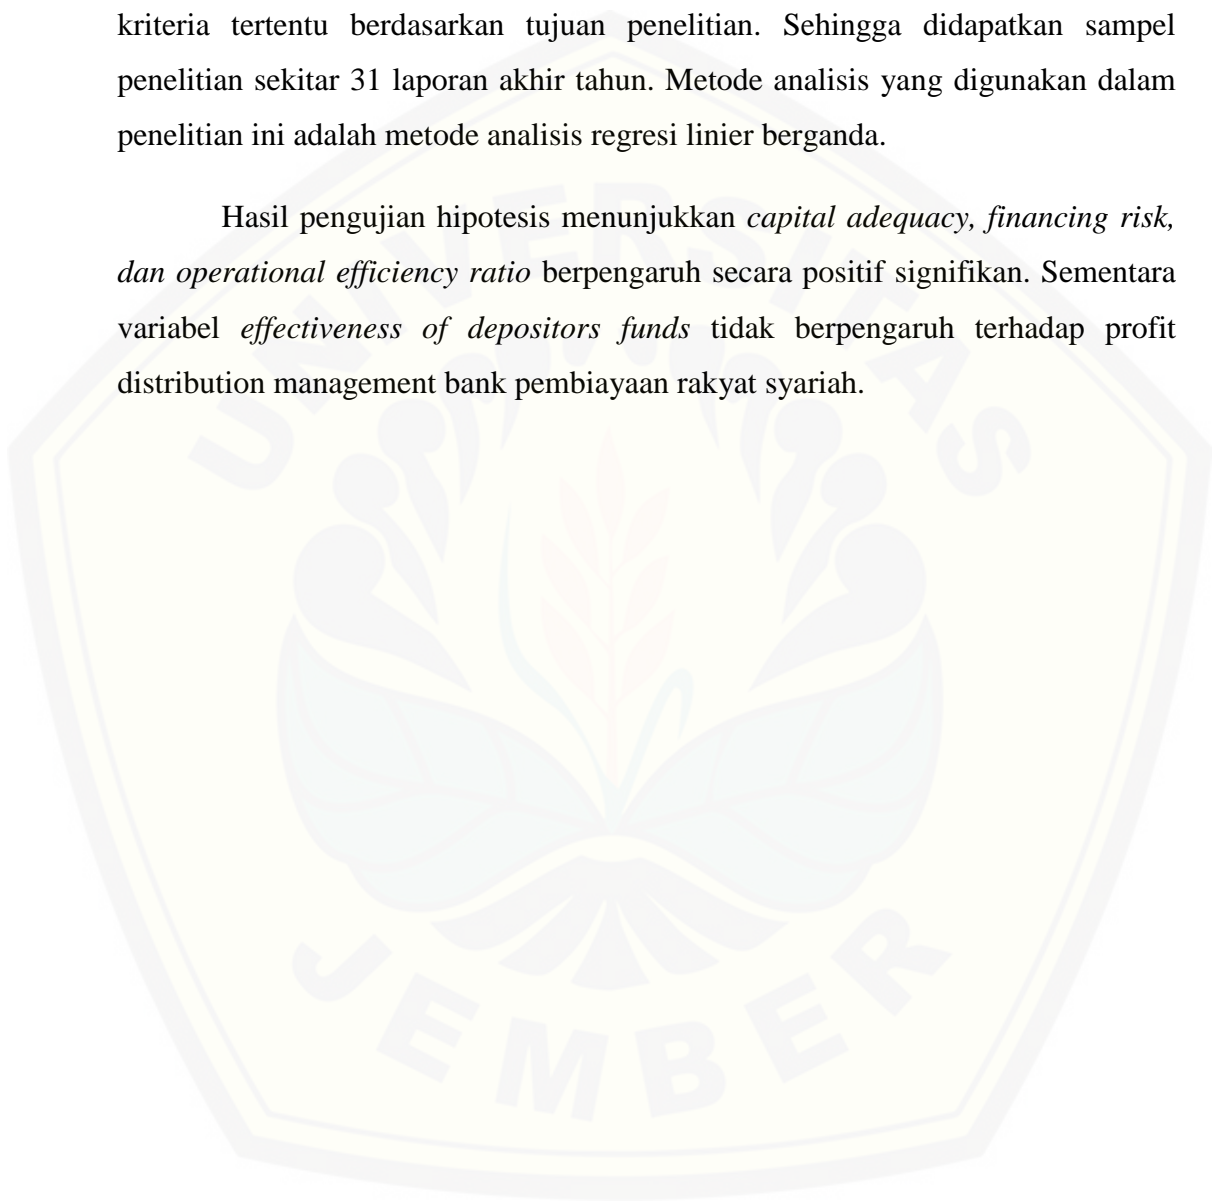 kriteria tertentu berdasarkan tujuan penelitian. Sehingga didapatkan sampel
penelitian sekitar 31 laporan akhir tahun. Metode analisis yang digunakan dalam
penelitian ini adalah metode analisis regresi linier berganda.
Hasil pengujian hipotesis menunjukkan capital adequacy, financing risk,
dan operational efficiency ratio berpengaruh secara positif signifikan. Sementara
variabel effectiveness of depositors funds tidak berpengaruh terhadap profit
distribution management bank pembiayaan rakyat syariah.
UNIVERSITAS
JEMBER